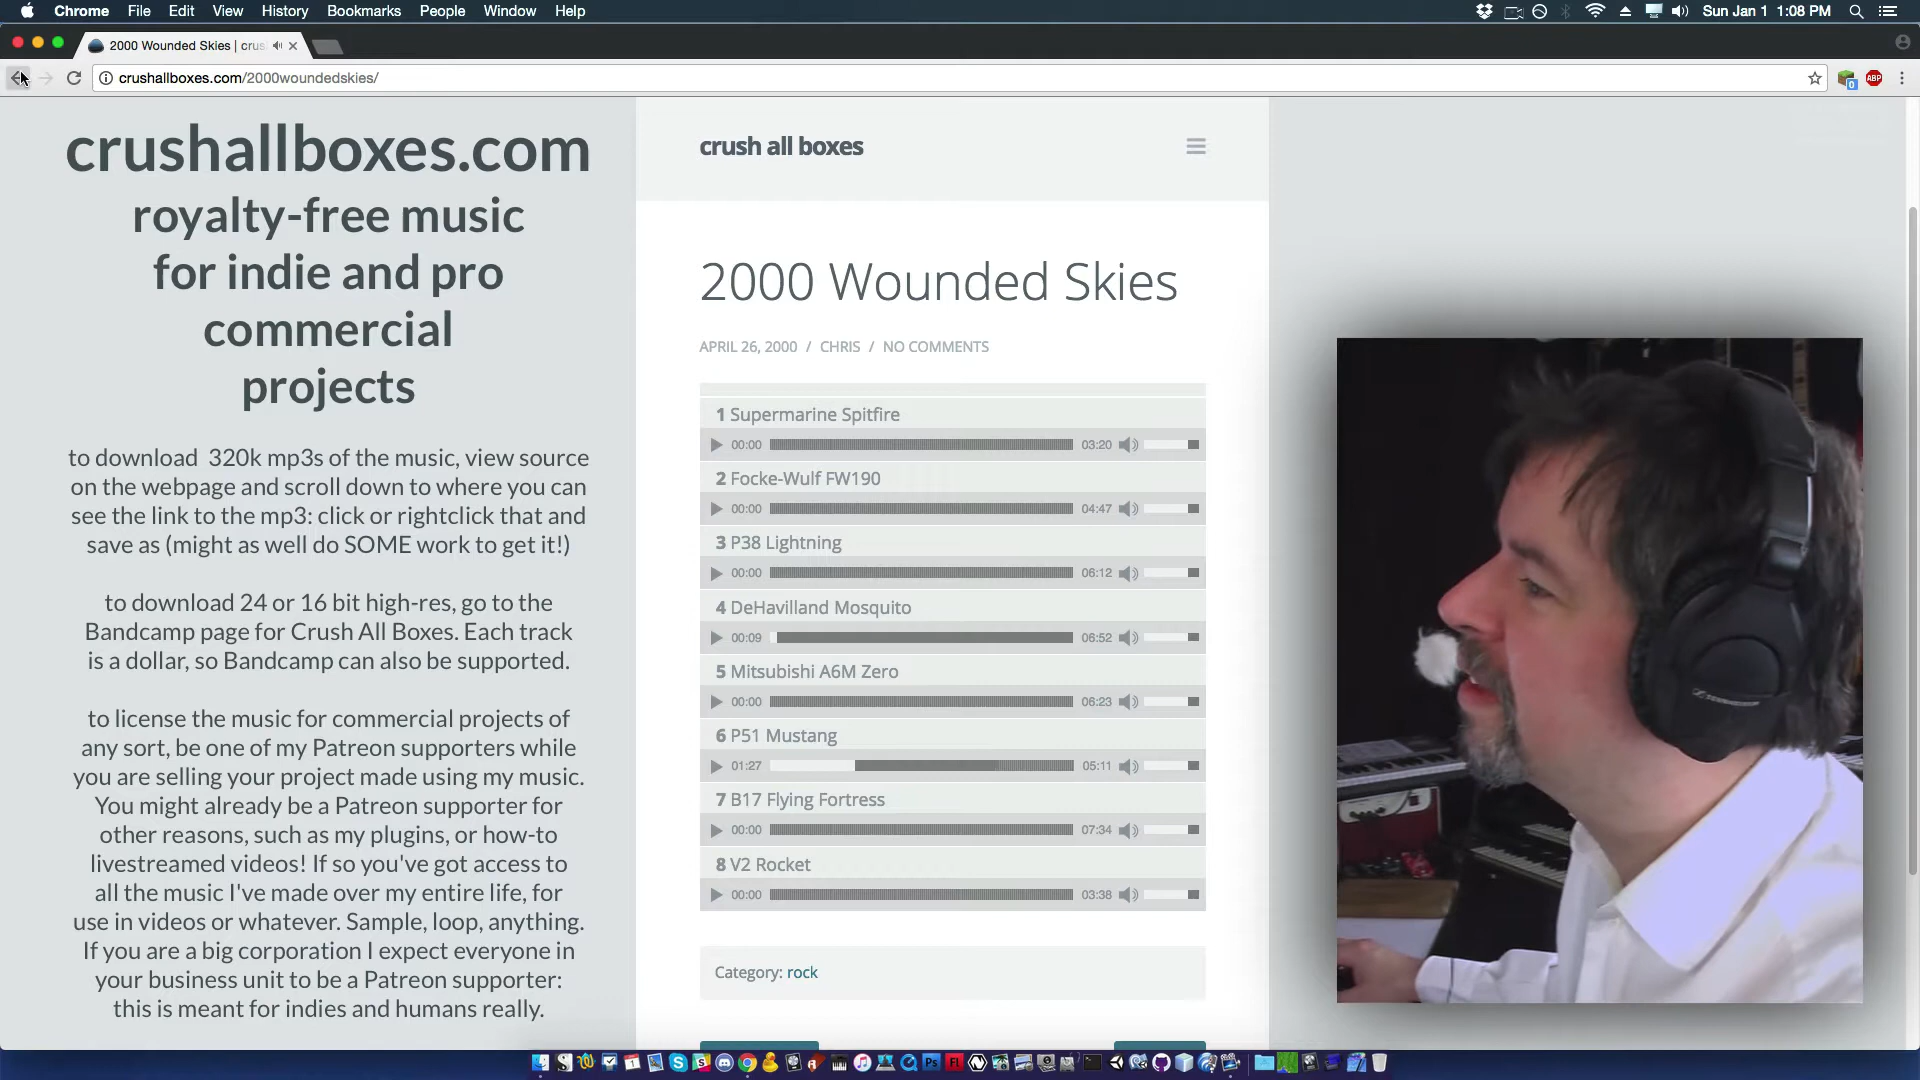 Chrome File Edit View History Bookmarks People Window Help
Sun Jan 1 1:08 PM
2000 Wounded Skies | crus
crushallboxes.com/2000woundedskies/
0
ABP
crushallboxes.com
royalty-free music
for indie and pro
commercial
projects
to download 320k mp3s of the music, view source
on the webpage and scroll down to where you can
see the link to the mp3: click or rightclick that and
save as (might as well do SOME work to get it!)
to download 24 or 16 bit high-res, go to the
Bandcamp page for Crush All Boxes. Each track
is a dollar, so Bandcamp can also be supported.
to license the music for commercial projects of
any sort, be one of my Patreon supporters while
you are selling your project made using my music.
You might already be a Patreon supporter for
other reasons, such as my plugins, or how-to
livestreamed videos! If so you've got access to
all the music I've made over my entire life, for
use in videos or whatever. Sample, loop, anything.
If you are a big corporation I expect everyone in
your business unit to be a Patreon supporter:
this is meant for indies and humans really.
crush all boxes
2000 Wounded Skies
APRIL 26, 2000 / CHRIS / NO COMMENTS
1 Supermarine Spitfire
00:00 03:20
2 Focke-Wulf FW190
00:00 04:47
3 P38 Lightning
00:00 06:12
4 DeHavilland Mosquito
00:09 06:52
5 Mitsubishi A6M Zero
00:00 06:23
6 P51 Mustang
01:27 05:11
7 B17 Flying Fortress
00:00 07:34
8 V2 Rocket
00:00 03:38
Category: rock